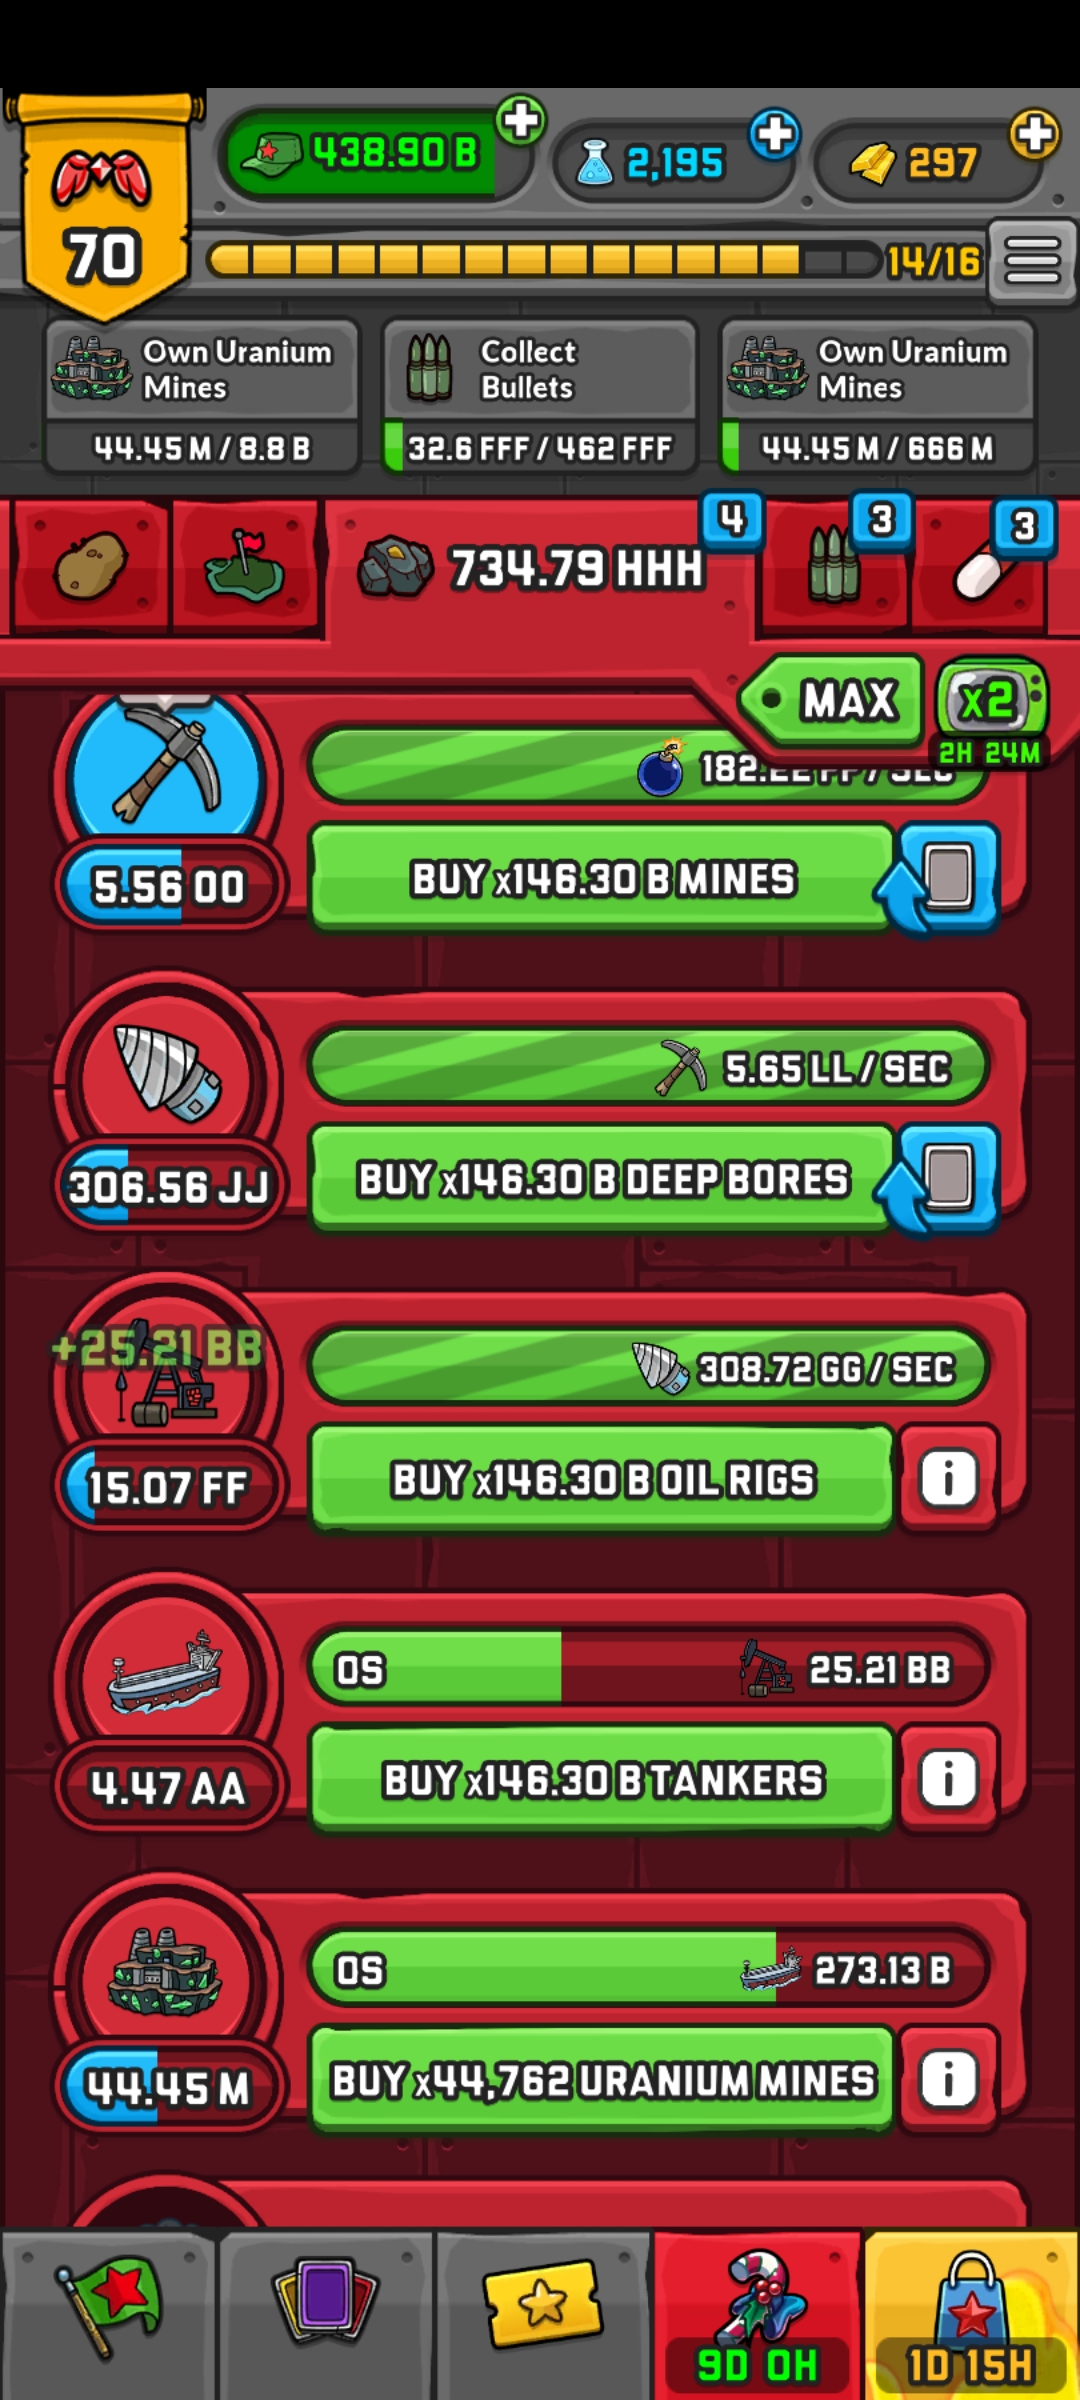 438.90 B
2,195
297
70
14/16
Own Uranium
Mines
44.45 M / 8.8 B
Collect
Bullets
32.6 FFF / 462 FFF
Own Uranium
Mines
44.45 M / 666 M
734.79 HHH
4
3
3
MAX
x2
2H 24M
5.56 OO
BUY x146.30 B MINES
5.65 LL / SEC
306.56 JJ
BUY x146.30 B DEEP BORES
+25.21 BB
308.72 GG / SEC
15.07 FF
BUY x146.30 B OIL RIGS
i
0S
25.21 BB
4.47 AA
BUY x146.30 B TANKERS
i
0S
273.13 B
44.45 M
BUY x44,762 URANIUM MINES
i
9D 0H
1D 15H